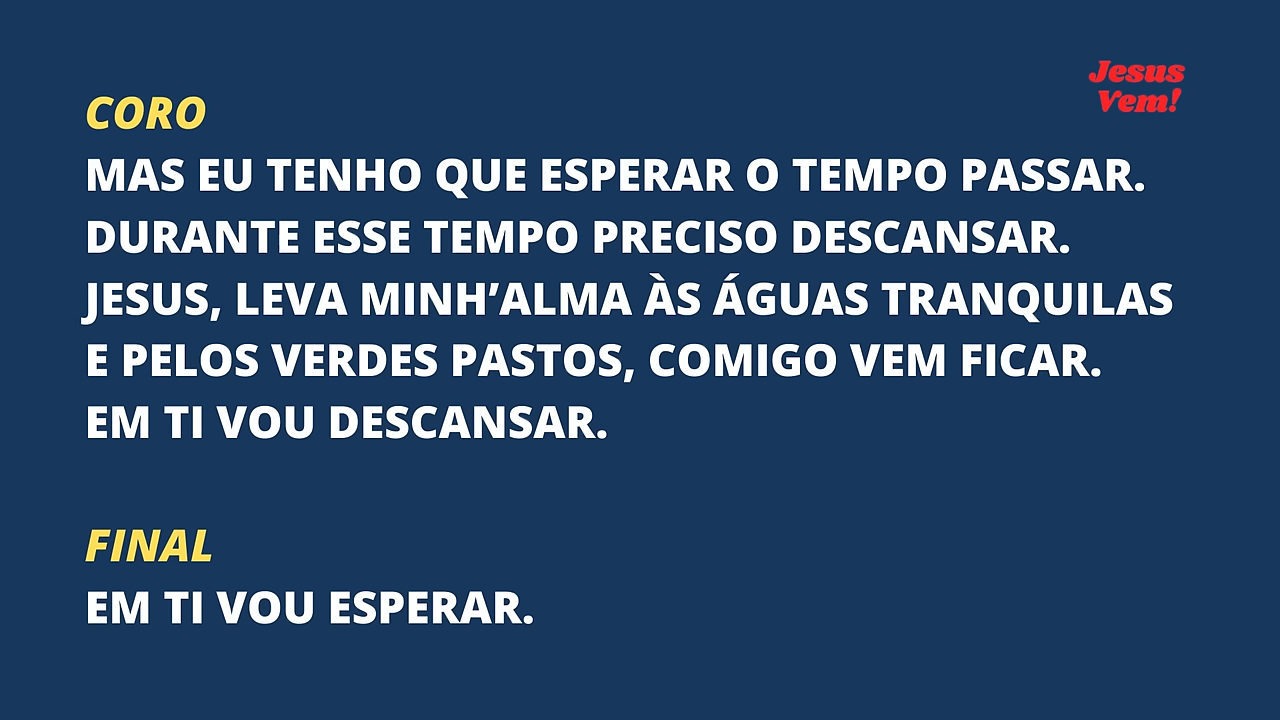 Jesus
Vem!
CORO
MAS EU TENHO QUE ESPERAR O TEMPO PASSAR.
DURANTE ESSE TEMPO PRECISO DESCANSAR.
JESUS, LEVA MINH’ALMA ÀS ÁGUAS TRANQUILAS
E PELOS VERDES PASTOS, COMIGO VEM FICAR.
EM TI VOU DESCANSAR.
FINAL
EM TI VOU ESPERAR.